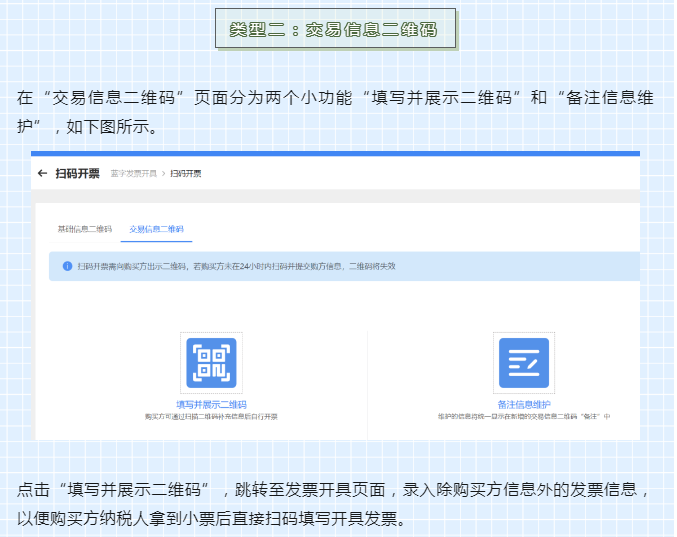 类型二：交易信息二维码
在“交易信息二维码”页面分为两个小功能“填写并展示二维码”和“备注信息维
护”，如下图所示。
← 扫码开票 蓝字发票开具 > 扫码开票
基础信息二维码 交易信息二维码
扫码开票需向购买方出示二维码，若购买方未在24小时内扫码并提交购方信息，二维码将失效
填写并展示二维码 备注信息维护
购买方可通过扫描二维码补充信息后自行开票 维护的信息将统一显示在新增的交易信息二维码“备注”中
点击“填写并展示二维码”，跳转至发票开具页面，录入除购买方信息外的发票信息，
以便购买方纳税人拿到小票后直接扫码填写开具发票。